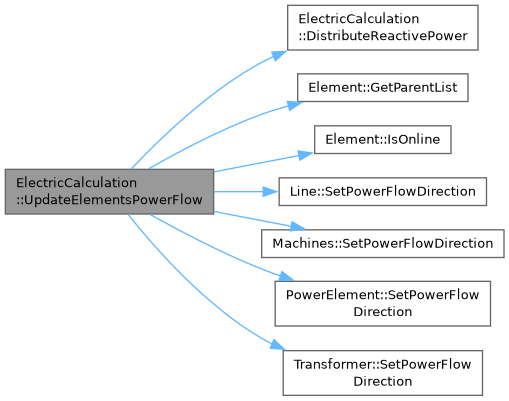 ElectricCalculation
::UpdateElementsPowerFlow
ElectricCalculation
::DistributeReactivePower
Element::GetParentList
Element::IsOnline
Line::SetPowerFlowDirection
Machines::SetPowerFlowDirection
PowerElement::SetPowerFlow
Direction
Transformer::SetPowerFlow
Direction